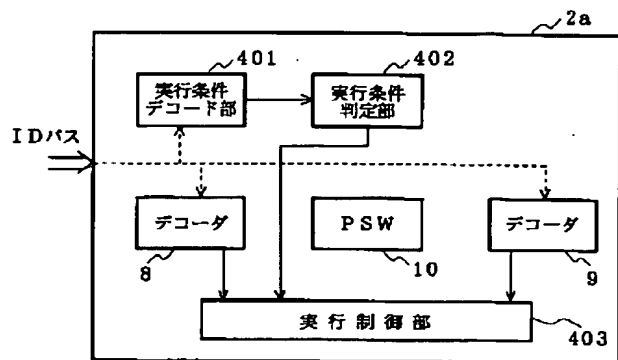 2a
401
402
実行条件
デコード部
実行条件
判定部
IDバス
デコーダ
PSW
デコーダ
8
10
9
実行制御部
403